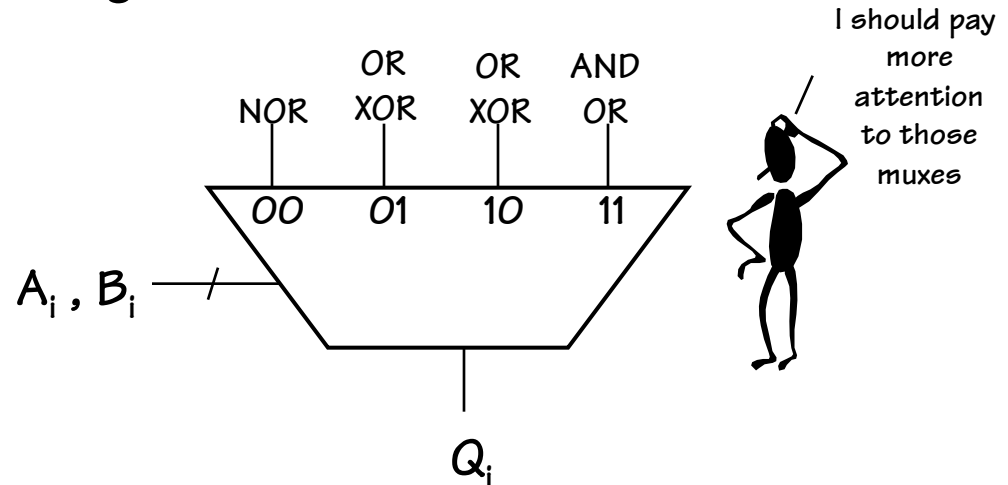 I should pay
more
attention
to those
muxes
OR OR AND
NOR XOR XOR OR
00 01 10 11
Ai , Bi
Qi